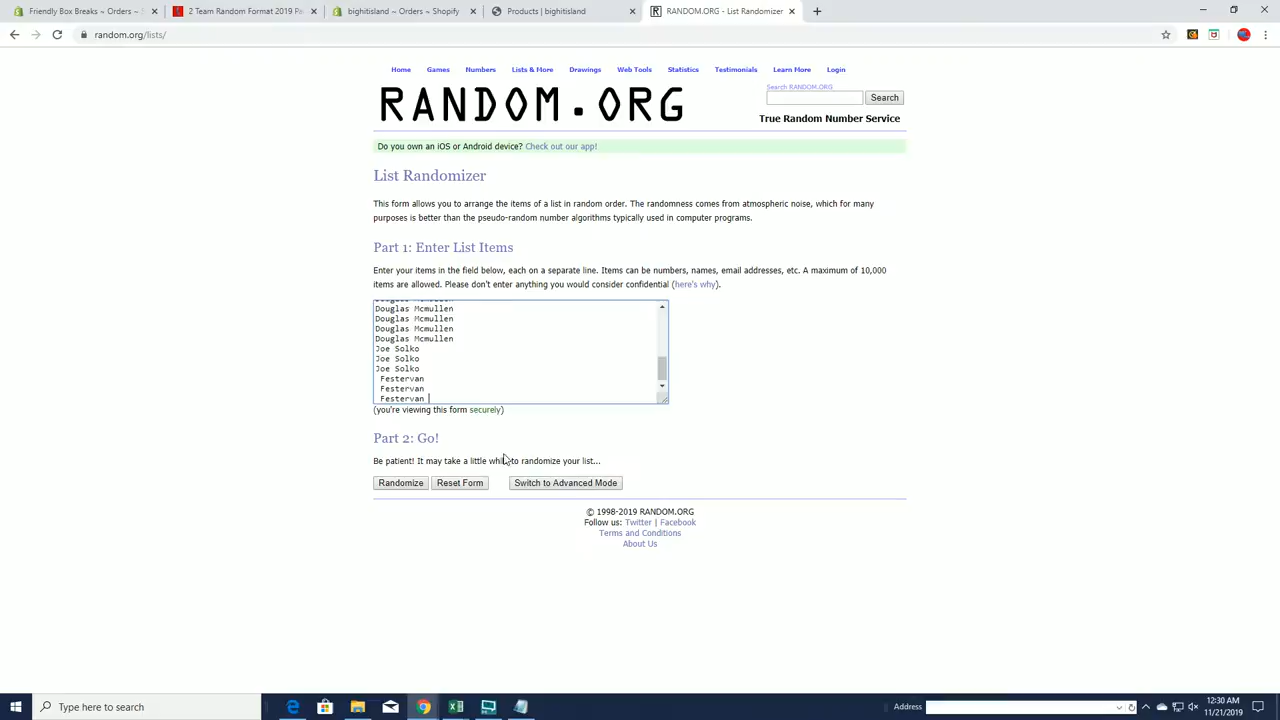 Friendly Box Breaks ~ Orders ~ S
2 Team Random Format 2019 Pa
bighitisland ~ Orders ~ Shopify
Products | bighitisland
RANDOM.ORG - List Randomizer
random.org/lists/
Home Games Numbers Lists & More Drawings Web Tools Statistics Testimonials Learn More Login
RANDOM.ORG
Search RANDOM.ORG
Search
True Random Number Service
Do you own an iOS or Android device? Check out our app!
List Randomizer
This form allows you to arrange the items of a list in random order. The randomness comes from atmospheric noise, which for many
purposes is better than the pseudo-random number algorithms typically used in computer programs.
Part 1: Enter List Items
Enter your items in the field below, each on a separate line. Items can be numbers, names, email addresses, etc. A maximum of 10,000
items are allowed. Please don't enter anything you would consider confidential (here's why).
Douglas Mcmullen
Douglas Mcmullen
Douglas Mcmullen
Douglas Mcmullen
Douglas Mcmullen
Joe Solko
Joe Solko
Joe Solko
Festervan
Festervan
Festervan
(you're viewing this form securely)
Part 2: Go!
Be patient! It may take a little while to randomize your list...
Randomize Reset Form Switch to Advanced Mode
© 1998-2019 RANDOM.ORG
Follow us: Twitter | Facebook
Terms and Conditions
About Us
Type here to search
Address
12:30 AM
11/21/2019